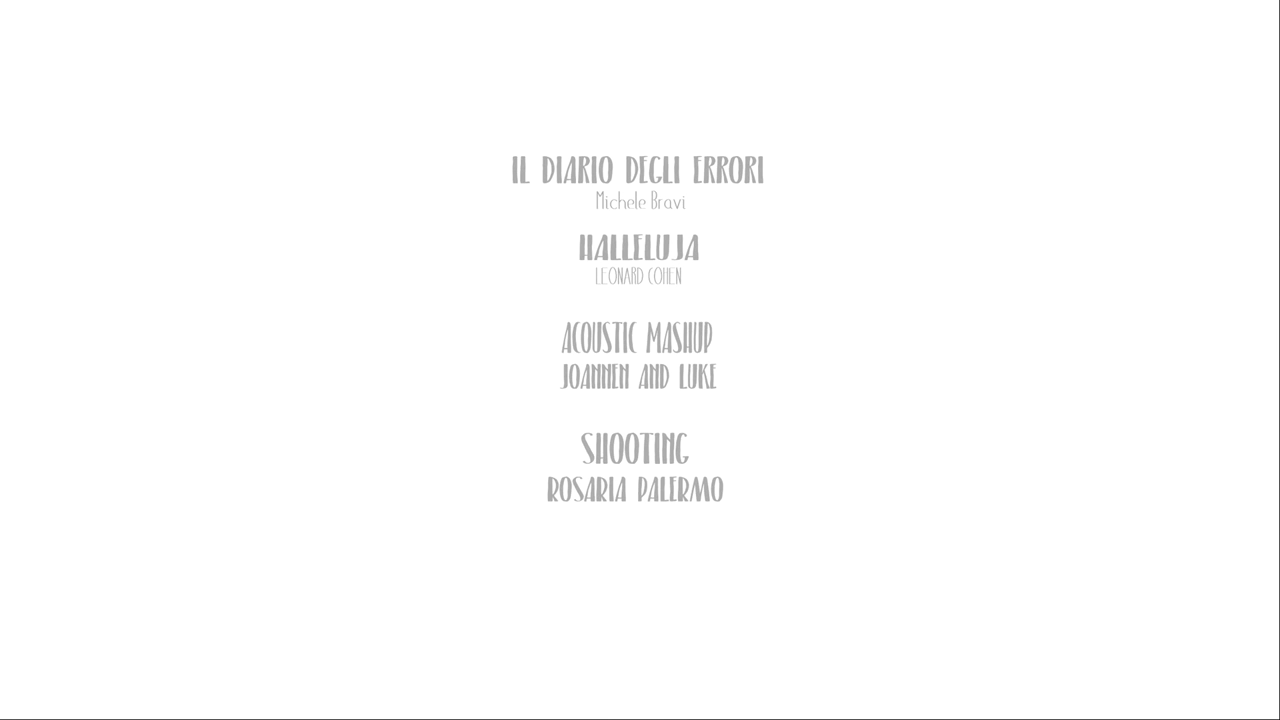 IL DIARIO DEGLI ERRORI
Michele Bravi
HALLELUJA
LEONARD COHEN
ACOUSTIC MASHUP
JOANNEN AND LUKE
SHOOTING
ROSARIA PALERMO